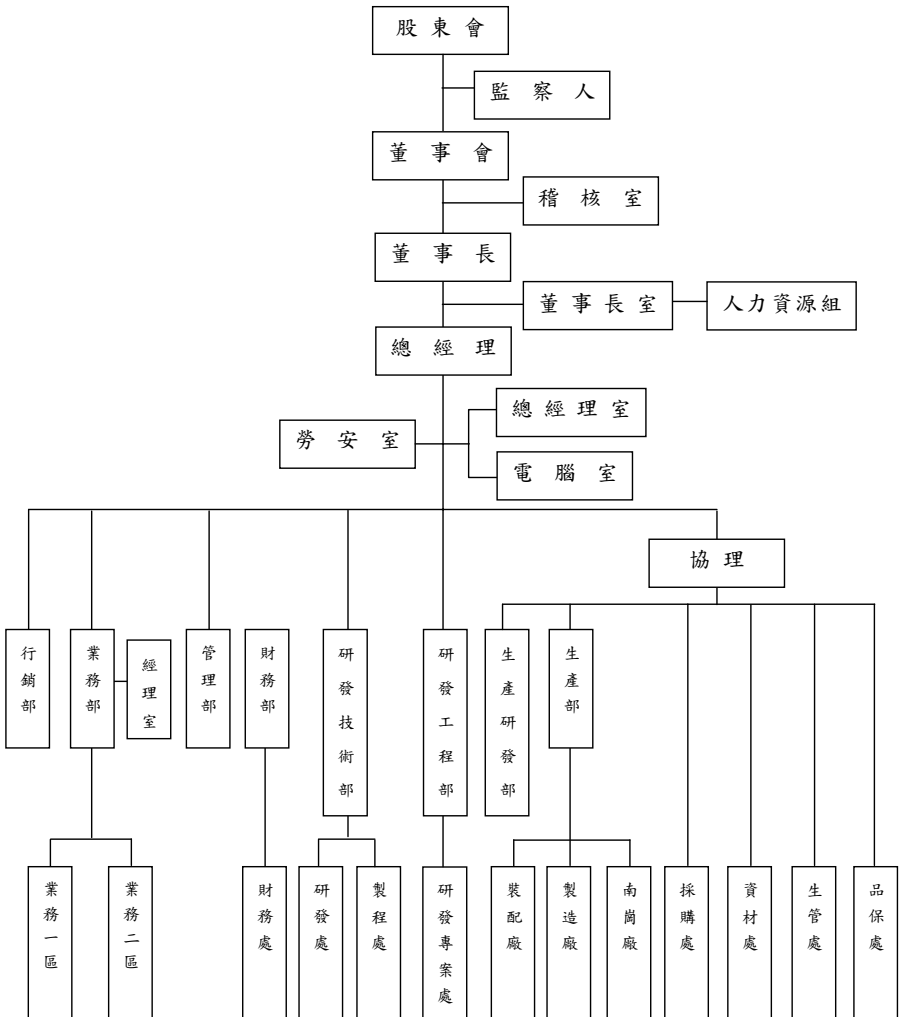 股東會
監察人
董事會
稽核室
董事長
董事長室
人力資源組
總經理
總經理室
勞安室
電腦室
協理
行銷部
業務部
經理室
管理部
財務部
研發技術部
研發工程部
生產研發部
生產部
業務一區
業務二區
財務處
研發處
製程處
研發專案處
裝配廠
製造廠
南崗廠
採購處
資材處
生管處
品保處